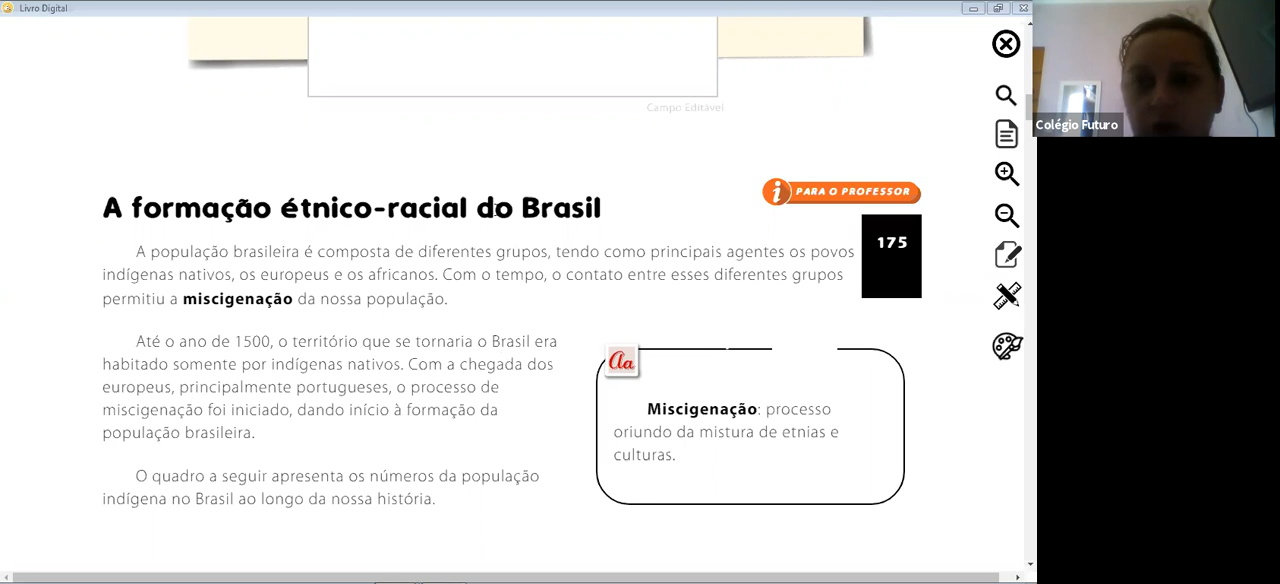 Livro Digital
Campo Editável
Colégio Futuro
PARA O PROFESSOR
A formação étnico-racial do Brasil
175
A população brasileira é composta de diferentes grupos, tendo como principais agentes os povos
indígenas nativos, os europeus e os africanos. Com o tempo, o contato entre esses diferentes grupos
permitiu a miscigenação da nossa população.
Até o ano de 1500, o território que se tornaria o Brasil era
habitado somente por indígenas nativos. Com a chegada dos
europeus, principalmente portugueses, o processo de
miscigenação foi iniciado, dando início à formação da
população brasileira.
O quadro a seguir apresenta os números da população
indígena no Brasil ao longo da nossa história.
Aa
Miscigenação: processo
oriundo da mistura de etnias e
culturas.